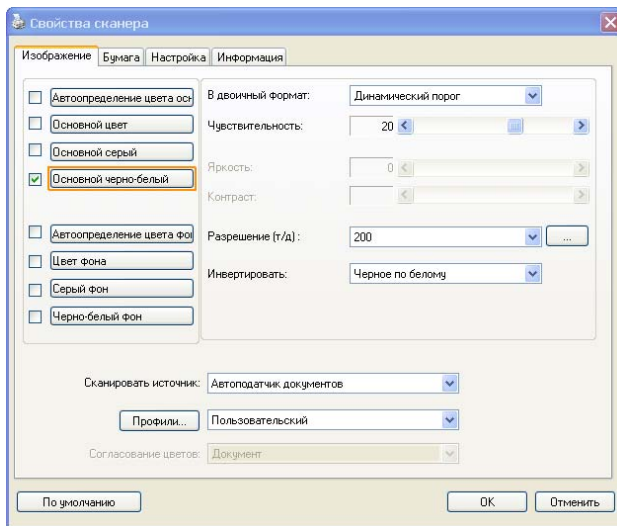 Свойства сканера
Изображение Бумага Настройка Информация
Автоопределение цвета осн
Основной цвет
Основной серый
Основной черно-белый
Автоопределение цвета фон
Цвет фона
Серый фон
Черно-белый фон
В двоичный формат: Динамический порог
Чувствительность: 20
Яркость: 0
Контраст:
Разрешение (т/д) : 200 ...
Инвертировать: Черное по белому
Сканировать источник: Автоподатчик документов
Профили... Пользовательский
Согласование цветов: Документ
По умолчанию OK Отменить